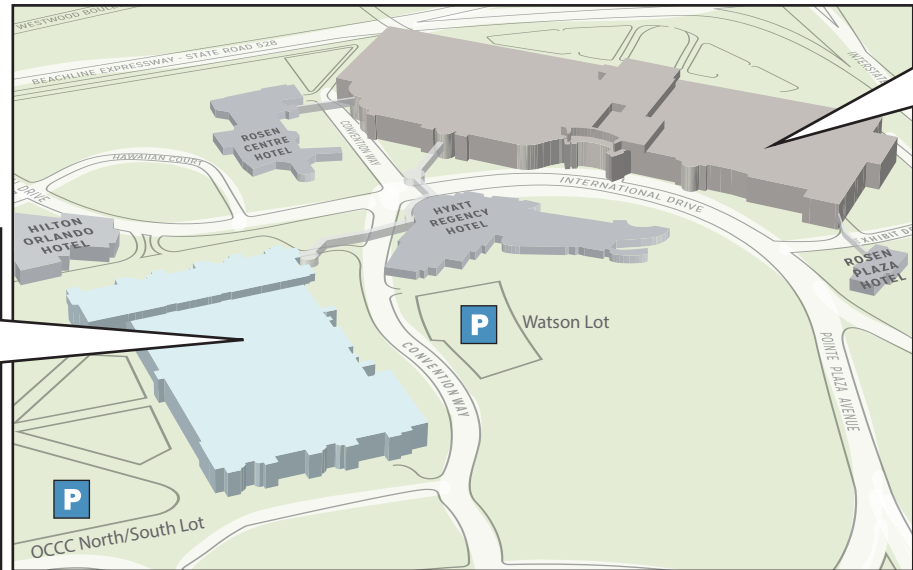 WESTWOOD BOUL
BEACHLINE EXPRESSWAY - STATE ROAD 528
INTERSTATE
ROSEN
CENTRE
HOTEL
CONVENTION WAY
HAWAIIAN COURT
DRIVE
INTERNATIONAL DRIVE
HILTON
ORLANDO
HOTEL
HYATT
REGENCY
HOTEL
EXHIBIT DR
ROSEN
PLAZA
HOTEL
P
Watson Lot
CONVENTION WAY
POINTE PLAZA AVENUE
P
OCCC North/South Lot